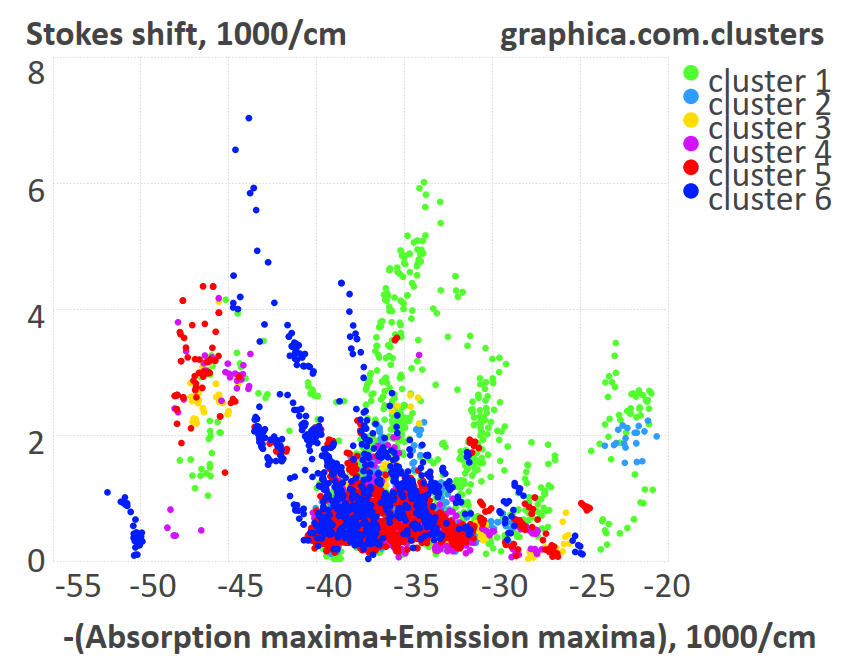 Stokes shift, 1000/cm graphica.com.clusters
8
6
4
2
0
cluster 1
cluster 2
cluster 3
cluster 4
cluster 5
cluster 6
-55 -50 -45 -40 -35 -30 -25 -20
-(Absorption maxima+Emission maxima), 1000/cm